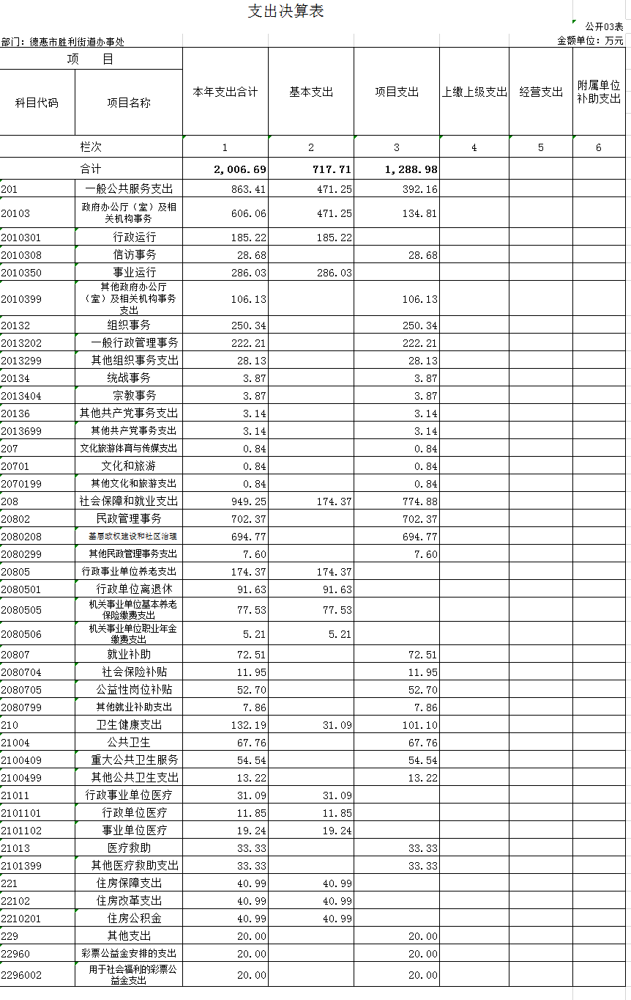 支出决算表
公开03表
部门：德惠市胜利街道办事处 金额单位：万元
项 目 本年支出合计 基本支出 项目支出 上缴上级支出 经营支出 附属单位
补助支出
科目代码 项目名称
栏次 1 2 3 4 5 6
合计 2,006.69 717.71 1,288.98
201 一般公共服务支出 863.41 471.25 392.16
20103 政府办公厅（室）及相
关机构事务 606.06 471.25 134.81
2010301 行政运行 185.22 185.22
2010308 信访事务 28.68 28.68
2010350 事业运行 286.03 286.03
2010399 其他政府办公厅
（室）及相关机构事务
支出 106.13 106.13
20132 组织事务 250.34 250.34
2013202 一般行政管理事务 222.21 222.21
2013299 其他组织事务支出 28.13 28.13
20134 统战事务 3.87 3.87
2013404 宗教事务 3.87 3.87
20136 其他共产党事务支出 3.14 3.14
2013699 其他共产党事务支出 3.14 3.14
207 文化旅游体育与传媒支出 0.84 0.84
20701 文化和旅游 0.84 0.84
2070199 其他文化和旅游支出 0.84 0.84
208 社会保障和就业支出 949.25 174.37 774.88
20802 民政管理事务 702.37 702.37
2080208 基层政权建设和社区治理 694.77 694.77
2080299 其他民政管理事务支出 7.60 7.60
20805 行政事业单位养老支出 174.37 174.37
2080501 行政单位离退休 91.63 91.63
2080505 机关事业单位基本养老
保险缴费支出 77.53 77.53
2080506 机关事业单位职业年金
缴费支出 5.21 5.21
20807 就业补助 72.51 72.51
2080704 社会保险补贴 11.95 11.95
2080705 公益性岗位补贴 52.70 52.70
2080799 其他就业补助支出 7.86 7.86
210 卫生健康支出 132.19 31.09 101.10
21004 公共卫生 67.76 67.76
2100409 重大公共卫生服务 54.54 54.54
2100499 其他公共卫生支出 13.22 13.22
21011 行政事业单位医疗 31.09 31.09
2101101 行政单位医疗 11.85 11.85
2101102 事业单位医疗 19.24 19.24
21013 医疗救助 33.33 33.33
2101399 其他医疗救助支出 33.33 33.33
221 住房保障支出 40.99 40.99
22102 住房改革支出 40.99 40.99
2210201 住房公积金 40.99 40.99
229 其他支出 20.00 20.00
22960 彩票公益金安排的支出 20.00 20.00
2296002 用于社会福利的彩票公
益金支出 20.00 20.00